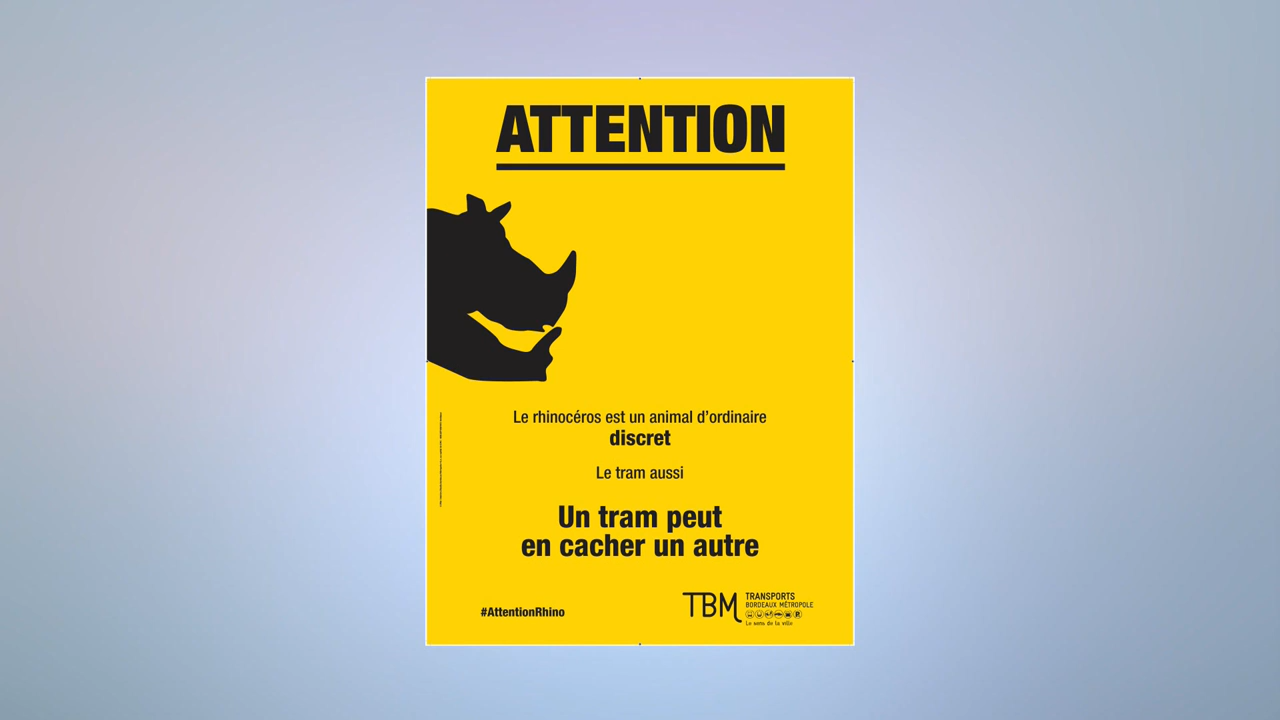 ATTENTION
Le rhinocéros est un animal d'ordinaire
discret
Le tram aussi
Un tram peut
en cacher un autre
#AttentionRhino
TBM
TRANSPORTS
BORDEAUX MÉTROPOLE
Le sens de la ville